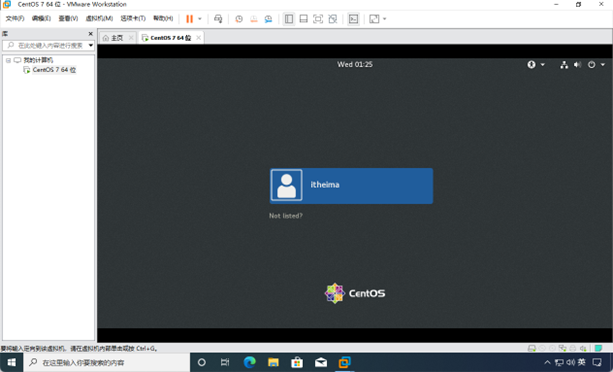 CentOS 7 64 位 - VMware Workstation
文件(F) 编辑(E) 查看(V) 虚拟机(M) 选项卡(T) 帮助(H)
库
在此处键入内容进行搜索
主页
CentOS 7 64 位
我的计算机
CentOS 7 64 位
Wed 01:25
itheima
Not listed?
CentOS
要将输入定向到该虚拟机，请在虚拟机内部单击或按 Ctrl+G。
在这里输入你要搜索的内容
英